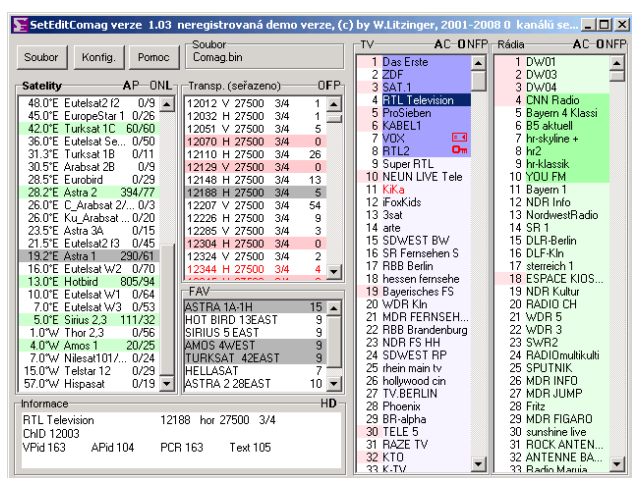 SetEditComag verze 1.03 neregistrovaná demo verze, (c) by W.Litzinger, 2001-2008 0 kanálů se...
Soubor Konfig. Pomoc
Soubor
Comag.bin
Satelity AP-ONL
48.0°E Eutelsat2 f2 0/9
45.0°E EuropeStar 1 0/26
42.0°E Turksat 1C 60/60
36.0°E Eutelsat Se... 0/50
31.3°E Turksat 1B 0/11
30.5°E Arabsat 2B 0/9
28.5°E Eurobird 0/29
28.2°E Astra 2 394/77
26.0°E C_Arabsat 2/... 0/3
26.0°E Ku_Arabsat ... 0/20
23.5°E Astra 3A 0/15
21.5°E Eutelsat2 f3 0/45
19.2°E Astra 1 290/61
16.0°E Eutelsat W2 0/70
13.0°E Hotbird 805/94
10.0°E Eutelsat W1 0/64
7.0°E Eutelsat W3 0/53
5.0°E Sirius 2,3 111/32
1.0°W Thor 2,3 0/56
4.0°W Amos 1 20/25
7.0°W Nilesat101/... 0/24
15.0°W Telstar 12 0/29
57.0°W Hispasat 0/19
Transp. (seřazeno) OFP
12012 V 27500 3/4 1
12032 H 27500 3/4 1
12051 V 27500 3/4 5
12070 H 27500 3/4 0
12110 H 27500 3/4 26
12129 V 27500 3/4 0
12148 H 27500 3/4 13
12188 H 27500 3/4 5
12207 V 27500 3/4 54
12226 H 27500 3/4 9
12285 V 27500 3/4 3
12304 H 27500 3/4 0
12324 V 27500 3/4 2
12344 H 27500 3/4 4
FAV
ASTRA 1A-1H 15
HOT BIRD 13EAST 9
SIRIUS 5 EAST 9
AMOS 4WEST 9
TURKSAT 42EAST 9
HELLASAT 7
ASTRA 2 28EAST 10
Informace HD
RTL Television 12188 hor 27500 3/4
ChID 12003
VPid 163 APid 104 PCR 163 Text 105
TV AC-ONFP
1 Das Erste
2 ZDF
3 SAT.1
4 RTL Television
5 ProSieben
6 KABEL1
7 VOX
8 RTL2
9 Super RTL
10 NEUN LIVE Tele
11 KiKa
12 iFoxKids
13 3sat
14 arte
15 SDWEST BW
16 SR Fernsehen S
17 RBB Berlin
18 hessen fernsehe
19 Bayerisches FS
20 WDR Kln
21 MDR FERNSEH...
22 RBB Brandenburg
23 NDR FS HH
24 SDWEST RP
25 rhein main tv
26 hollywood cin
27 TV.BERLIN
28 Phoenix
29 BR-alpha
30 TELE 5
31 RAZE TV
32 KTO
33 K-TV
Rádia AC-ONFP
1 DW01
2 DW03
3 DW04
4 CNN Radio
5 Bayern 4 Klassi
6 B5 aktuell
7 hr-skyline +
8 hr2
9 hr-klassik
10 YOU FM
11 Bayern 1
12 NDR Info
13 NordwestRadio
14 SR 1
15 DLR-Berlin
16 DLF-Kln
17 sterreich 1
18 ESPACE KIOS...
19 NDR Kultur
20 RADIO CH
21 WDR 5
22 WDR 3
23 SWR2
24 RADIOmultikulti
25 SPUTNIK
26 MDR INFO
27 MDR JUMP
28 Fritz
29 MDR FIGARO
30 sunshine live
31 ROCK ANTEN...
32 ANTENNE BA...
33 Radio Maruja